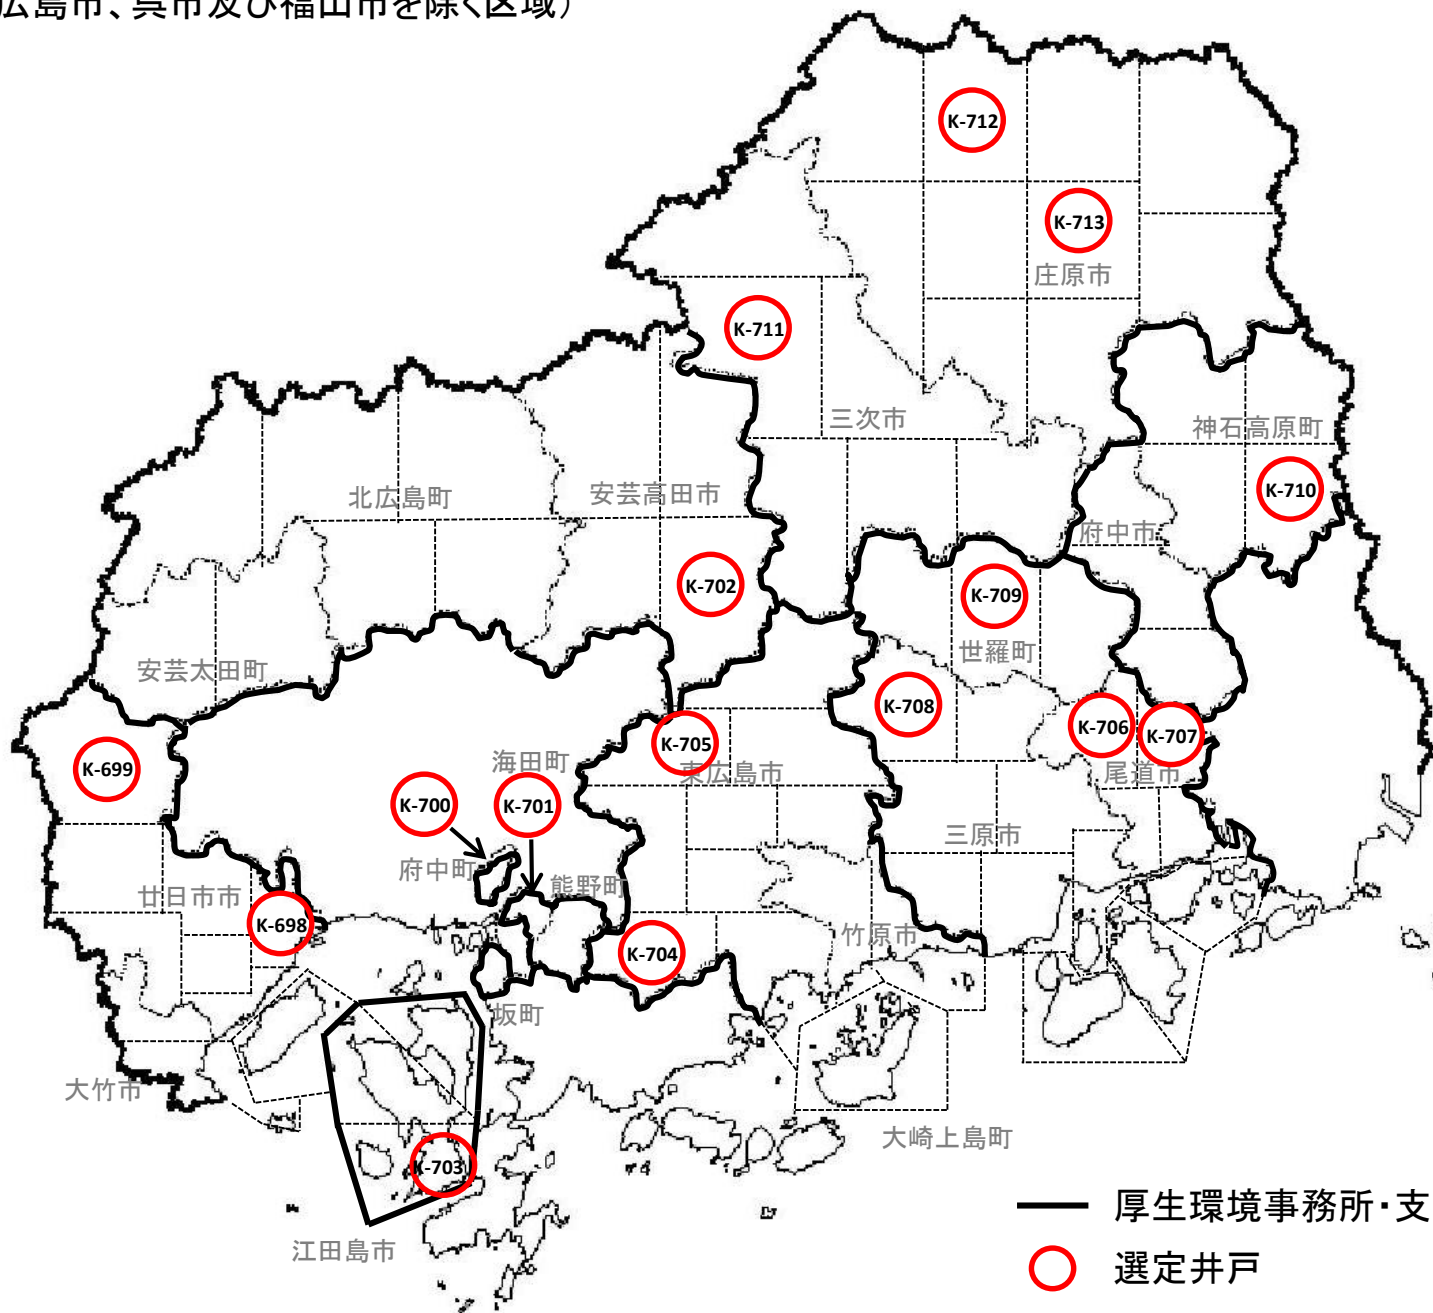 広島市、呉市及び福山市を除く区域）
K-712
K-713
庄原市
K-711
三次市
神石高原町
K-710
北広島町
安芸高田市
府中市
K-702
K-709
世羅町
安芸太田町
K-708
K-706
K-707
K-699
K-705
海田町
東広島市
尾道市
K-700
K-701
三原市
府中町
熊野町
廿日市市
K-698
K-704
竹原市
坂町
大竹市
大崎上島町
K-703
江田島市
厚生環境事務所・支
選定井戸